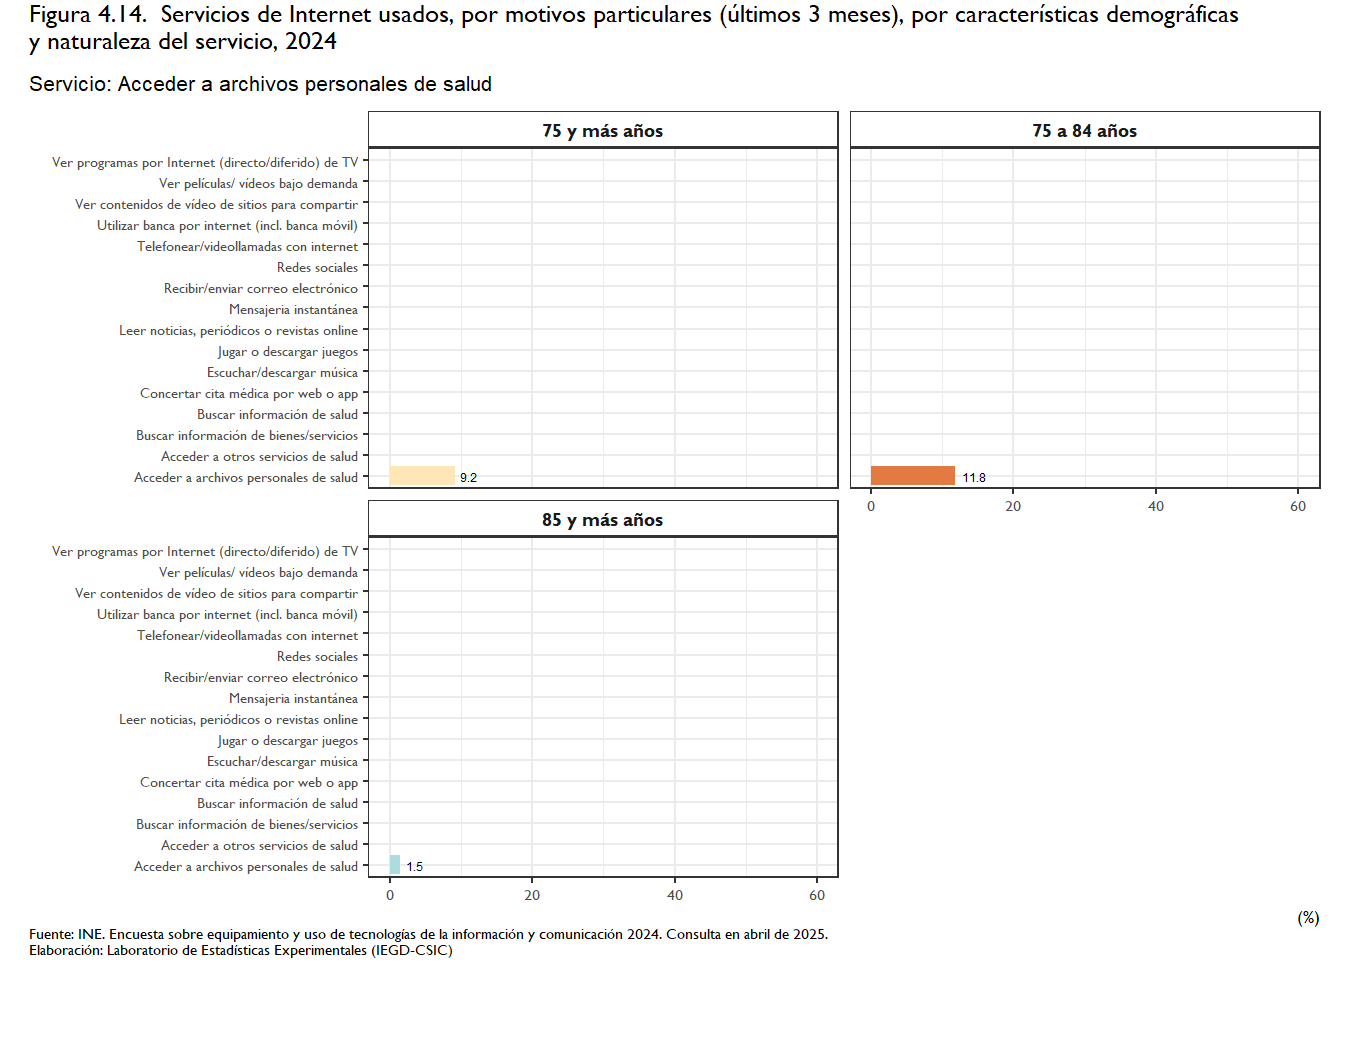 Figura 4.14.  Servicios de Internet usados, por motivos particulares (últimos 3 meses), por características demográficas
y naturaleza del servicio, 2024
Servicio: Acceder a archivos personales de salud
75 y más años
75 a 84 años
Ver programas por Internet (directo/diferido) de TV
Ver películas/ vídeos bajo demanda
Ver contenidos de vídeo de sitios para compartir
Utilizar banca por internet (incl. banca móvil)
Telefonear/videollamadas con internet
Redes sociales
Recibir/enviar correo electrónico
Mensajeria instantánea
Leer noticias, periódicos o revistas online
Jugar o descargar juegos
Escuchar/descargar música
Concertar cita médica por web o app
Buscar información de salud
Buscar información de bienes/servicios
Acceder a otros servicios de salud
Acceder a archivos personales de salud
9.2
11.8
0 20 40 60
85 y más años
Ver programas por Internet (directo/diferido) de TV
Ver películas/ vídeos bajo demanda
Ver contenidos de vídeo de sitios para compartir
Utilizar banca por internet (incl. banca móvil)
Telefonear/videollamadas con internet
Redes sociales
Recibir/enviar correo electrónico
Mensajeria instantánea
Leer noticias, periódicos o revistas online
Jugar o descargar juegos
Escuchar/descargar música
Concertar cita médica por web o app
Buscar información de salud
Buscar información de bienes/servicios
Acceder a otros servicios de salud
Acceder a archivos personales de salud
1.5
0 20 40 60
(%)
Fuente: INE. Encuesta sobre equipamiento y uso de tecnologías de la información y comunicación 2024. Consulta en abril de 2025.
Elaboración: Laboratorio de Estadísticas Experimentales (IEGD-CSIC)